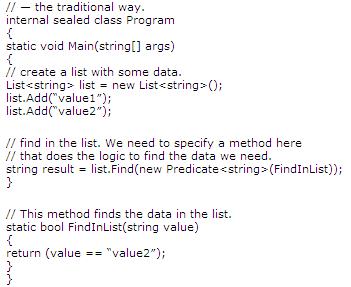 // — the traditional way.
internal sealed class Program
{
static void Main(string[] args)
{
// create a list with some data.
List<string> list = new List<string>();
list.Add(“value1”);
list.Add(“value2”);
// find in the list. We need to specify a method here
// that does the logic to find the data we need.
string result = list.Find(new Predicate<string>(FindInList));
}
// This method finds the data in the list.
static bool FindInList(string value)
{
return (value == “value2”);
}
}